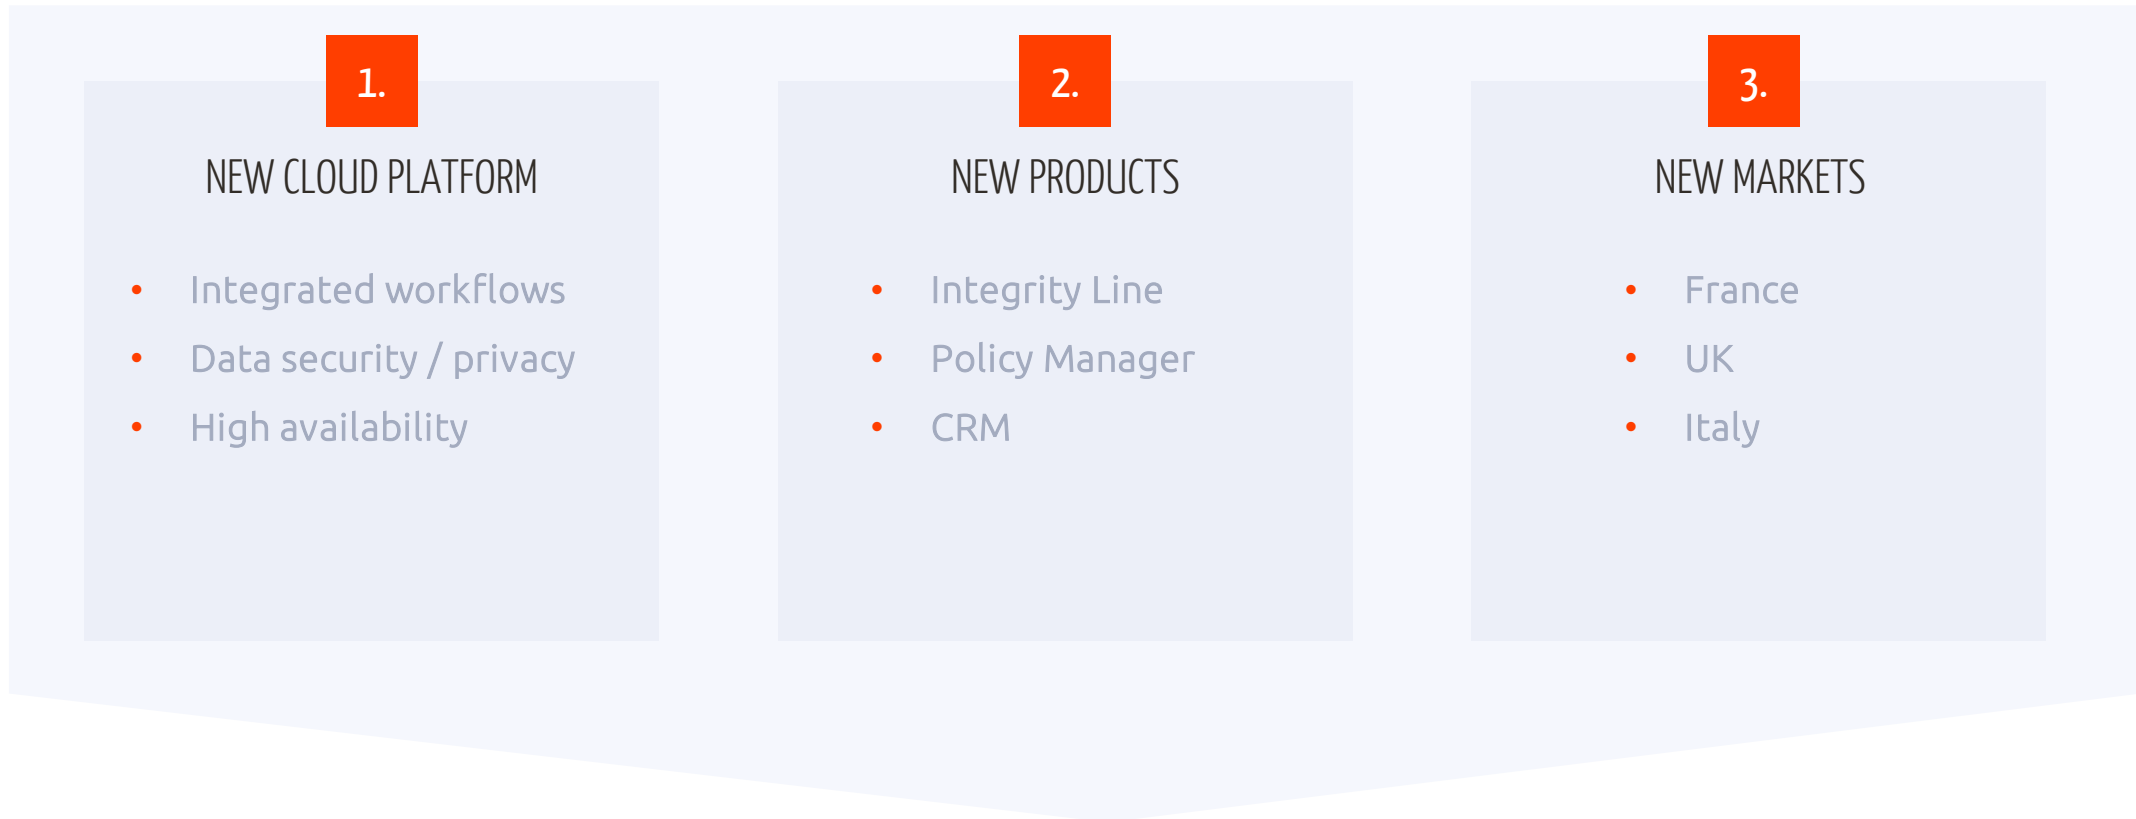 1.
NEW CLOUD PLATFORM
• Integrated workflows
• Data security / privacy
• High availability
2.
NEW PRODUCTS
• Integrity Line
• Policy Manager
• CRM
3.
NEW MARKETS
• France
• UK
• Italy